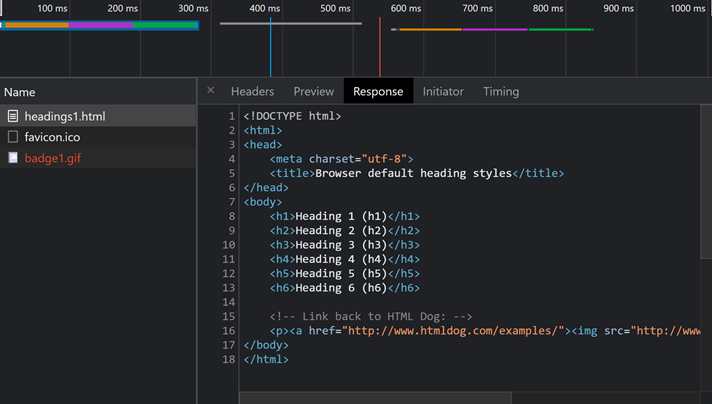 100 ms 200 ms 300 ms 400 ms 500 ms 600 ms 700 ms 800 ms 900 ms 1000 ms
Name
× Headers Preview Response Initiator Timing
headings1.html
favicon.ico
badge1.gif
1 <!DOCTYPE html>
2 <html>
3 <head>
4     <meta charset="utf-8">
5     <title>Browser default heading styles</title>
6 </head>
7 <body>
8     <h1>Heading 1 (h1)</h1>
9     <h2>Heading 2 (h2)</h2>
10     <h3>Heading 3 (h3)</h3>
11     <h4>Heading 4 (h4)</h4>
12     <h5>Heading 5 (h5)</h5>
13     <h6>Heading 6 (h6)</h6>
14
15     <!-- Link back to HTML Dog: -->
16     <p><a href="http://www.htmldog.com/examples/"><img src="http://www
17 </body>
18 </html>